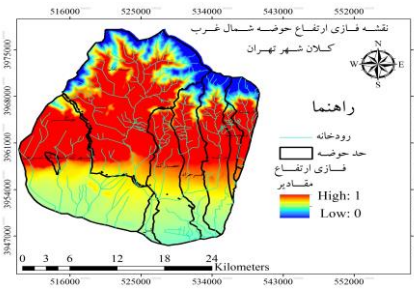 516000 525000 534000 543000 552000
نقشه فازی ارتفاع حوضه شمال غرب
کلان شهر تهران
N
W E
S
راهنما
رودخانه
حد حوضه
فازی ارتفاع
مقادیر
High: 1
Low: 0
3975000
3968000
3961000
3954000
3947000
0 3 6 12 18 24
Kilometers
516000 525000 534000 543000 552000